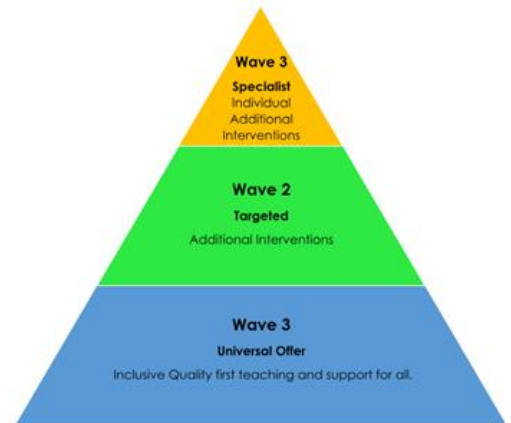 Wave 3
Specialist
Individual
Additional
Interventions
Wave 2
Targeted
Additional Interventions
Wave 3
Universal Offer
Inclusive Quality first teaching and support for all.